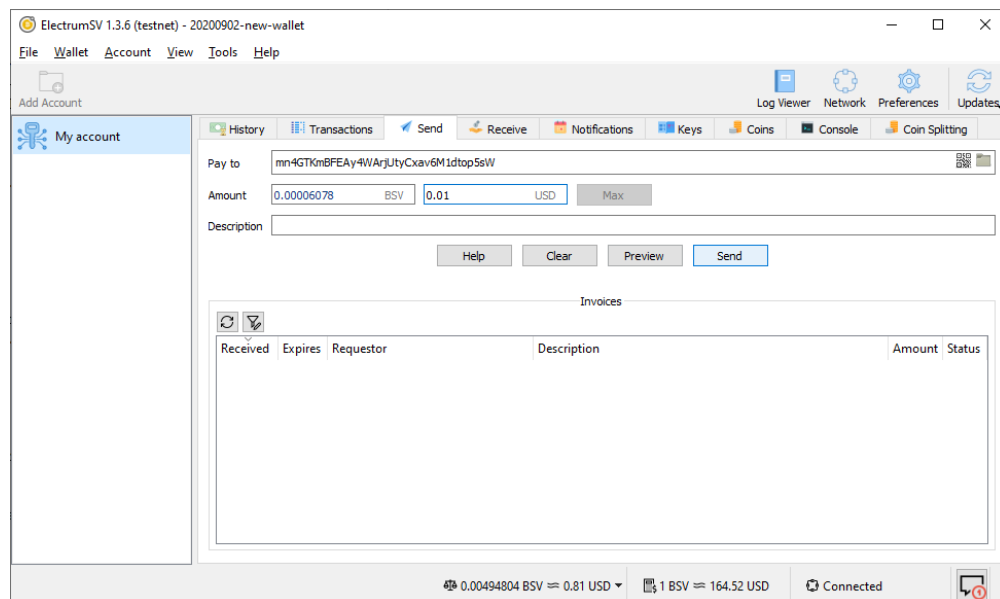 ElectrumSV 1.3.6 (testnet) - 20200902-new-wallet
File Wallet Account View Tools Help
Add Account
Log Viewer Network Preferences Updates
My account
History Transactions Send Receive Notifications Keys Coins Console Coin Splitting
Pay to mn4GTKmBFEAy4WArjUtyCxav6M1dtop5sW
Amount 0.00006078 BSV 0.01 USD Max
Description
Help Clear Preview Send
Invoices
Received Expires Requestor Description Amount Status
0.00494804 BSV ≈ 0.81 USD 1 BSV ≈ 164.52 USD Connected 1